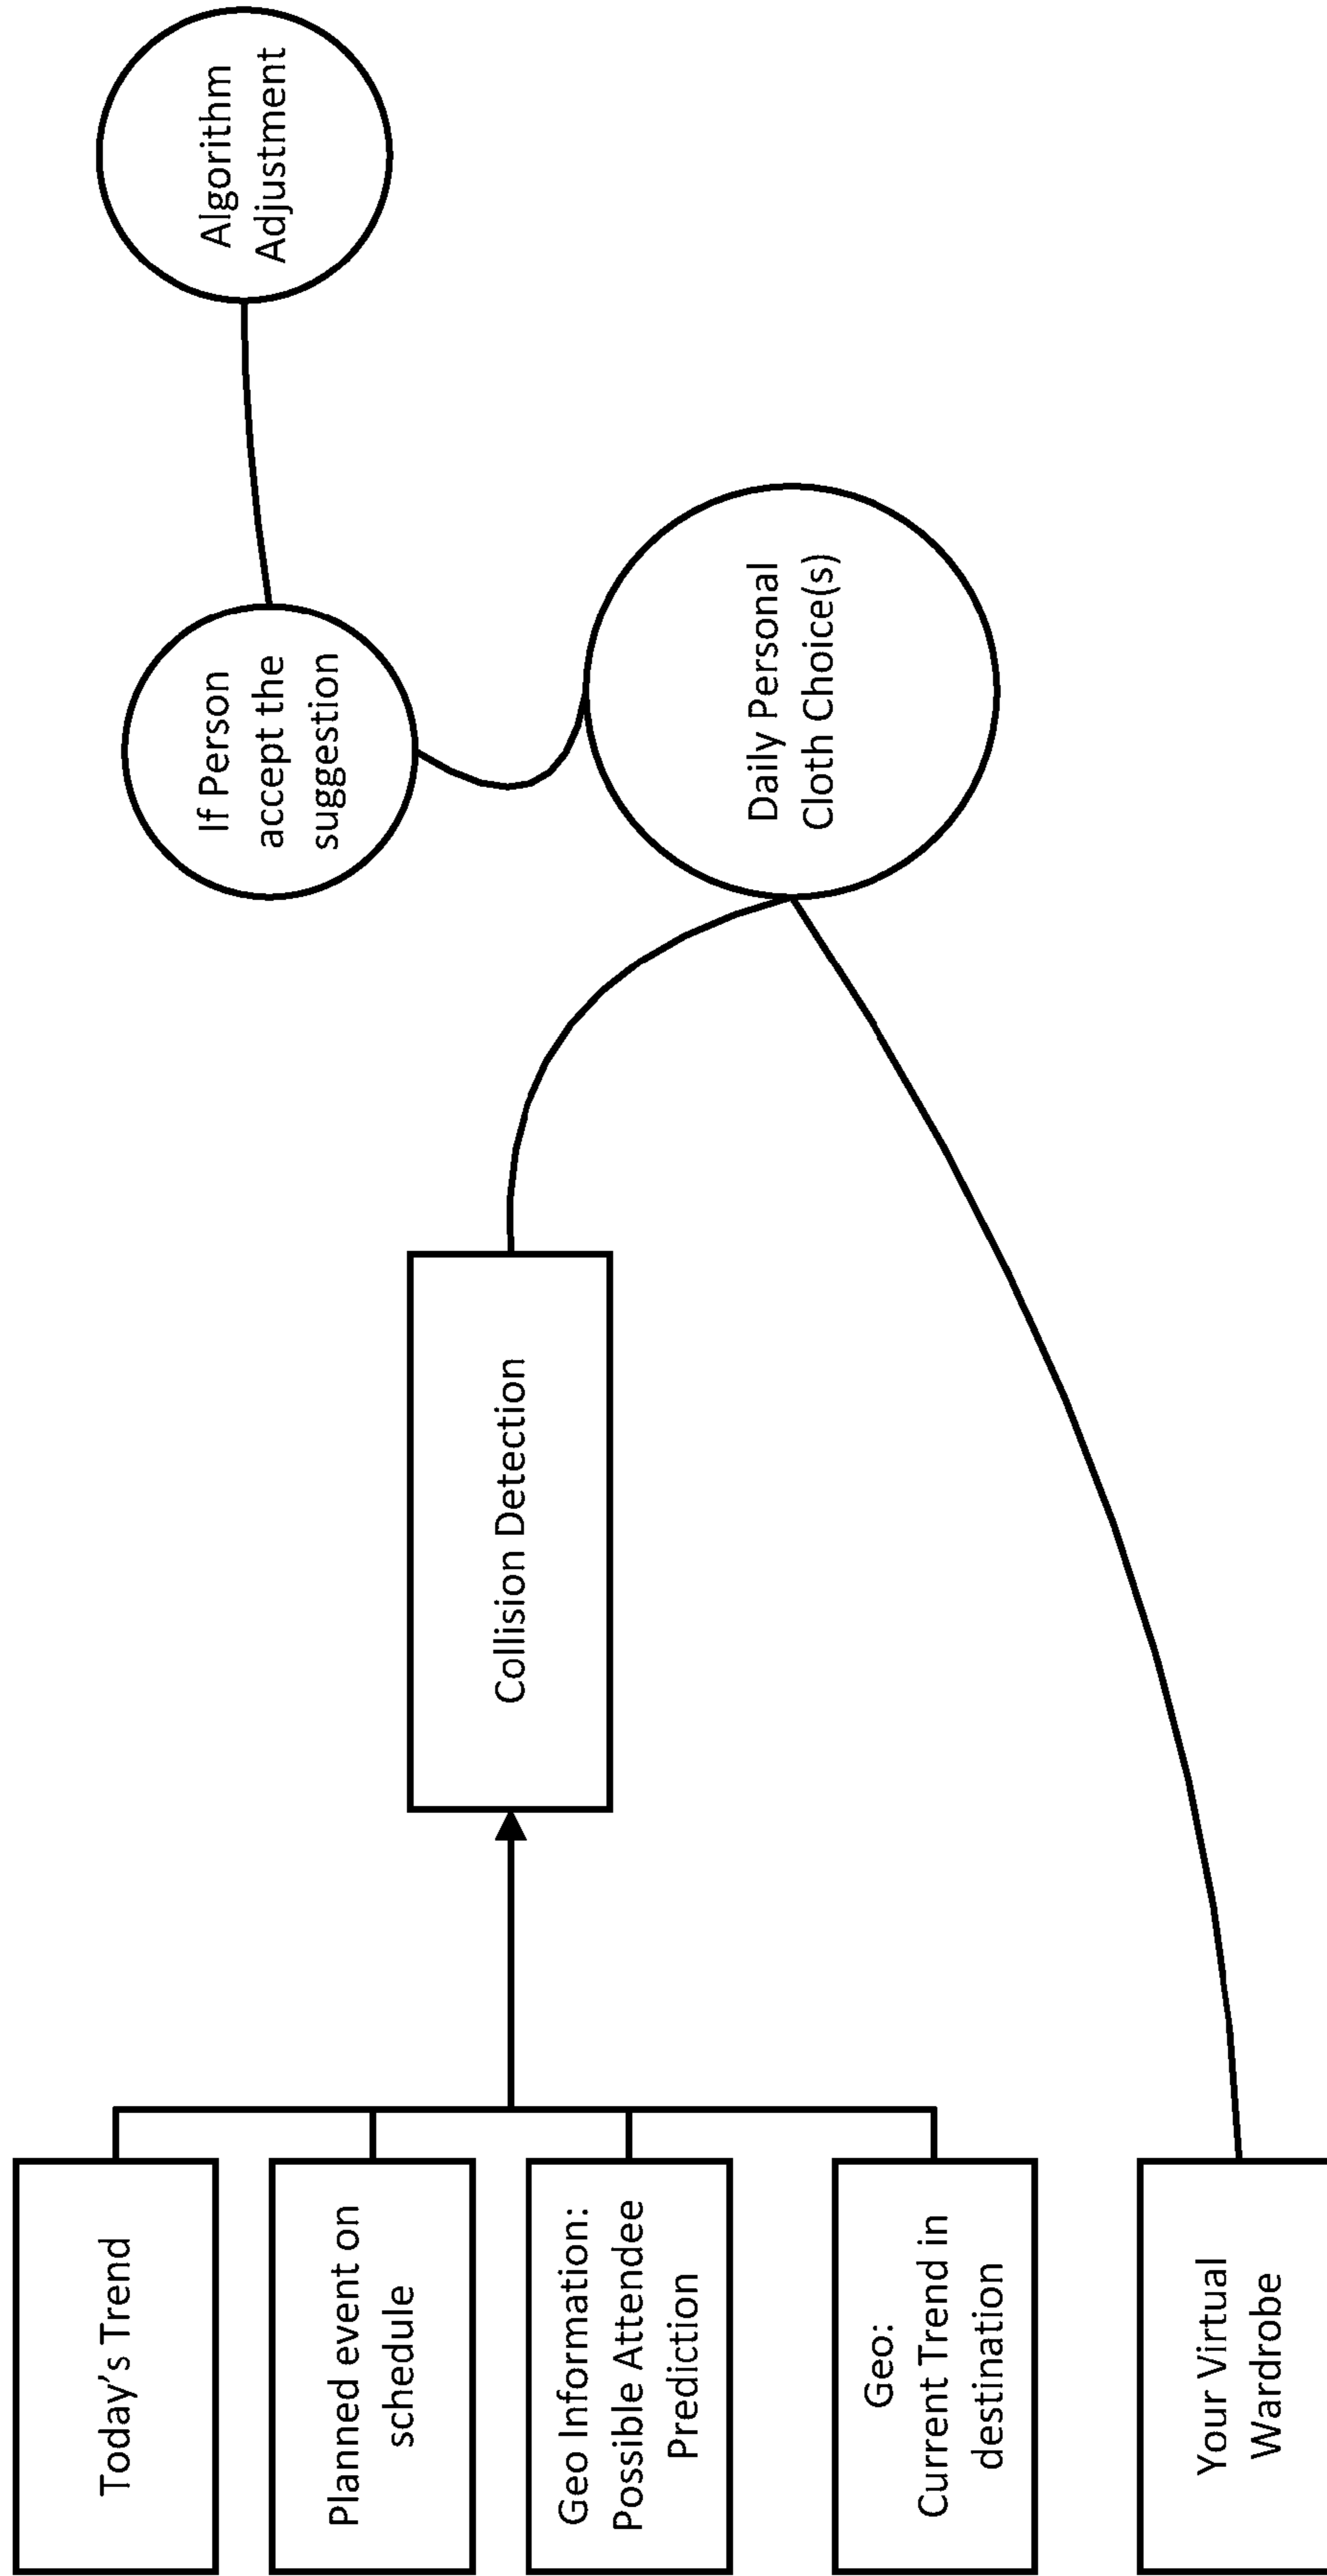 Today's Trend
Planned event on
schedule
Geo Information:
Possible Attendee
Prediction
Geo:
Current Trend in
destination
Your Virtual
Wardrobe
Collision Detection
Daily Personal
Cloth Choice(s)
If Person
accept the
suggestion
Algorithm
Adjustment